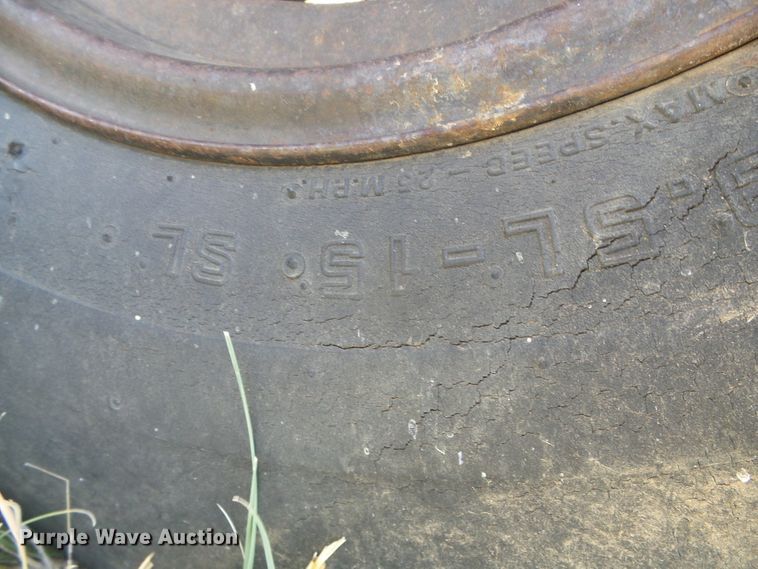 MAX. SPEED - 25 M.P.H.
.5L-15 SL
Purple Wave Auction